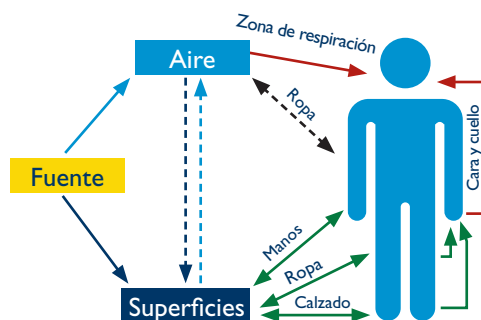 Zona de respiración
Aire
Ropa
Cara y cuello
Fuente
Manos
Ropa
Superficies
Calzado